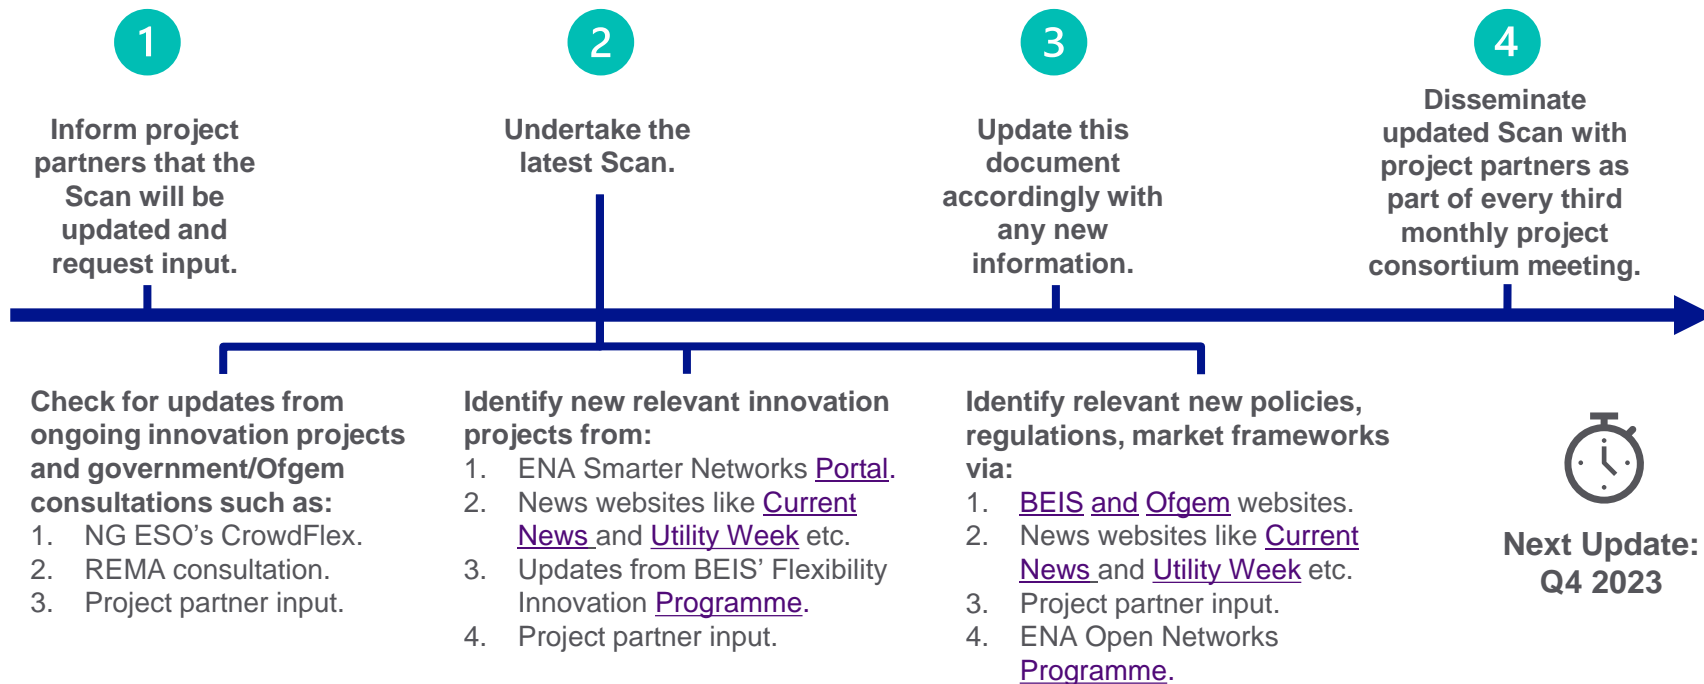 1
Inform project
partners that the
Scan will be
updated and
request input.
2
Undertake the
latest Scan.
3
Update this
document
accordingly with
any new
information.
4
Disseminate
updated Scan with
project partners as
part of every third
monthly project
consortium meeting.
Check for updates from
ongoing innovation projects
and government/Ofgem
consultations such as:
1. NG ESO’s CrowdFlex.
2. REMA consultation.
3. Project partner input.
Identify new relevant innovation
projects from:
1. ENA Smarter Networks Portal.
2. News websites like Current
News and Utility Week etc.
3. Updates from BEIS’ Flexibility
Innovation Programme.
4. Project partner input.
Identify relevant new policies,
regulations, market frameworks
via:
1. BEIS and Ofgem websites.
2. News websites like Current
News and Utility Week etc.
3. Project partner input.
4. ENA Open Networks
Programme.
Next Update:
Q4 2023